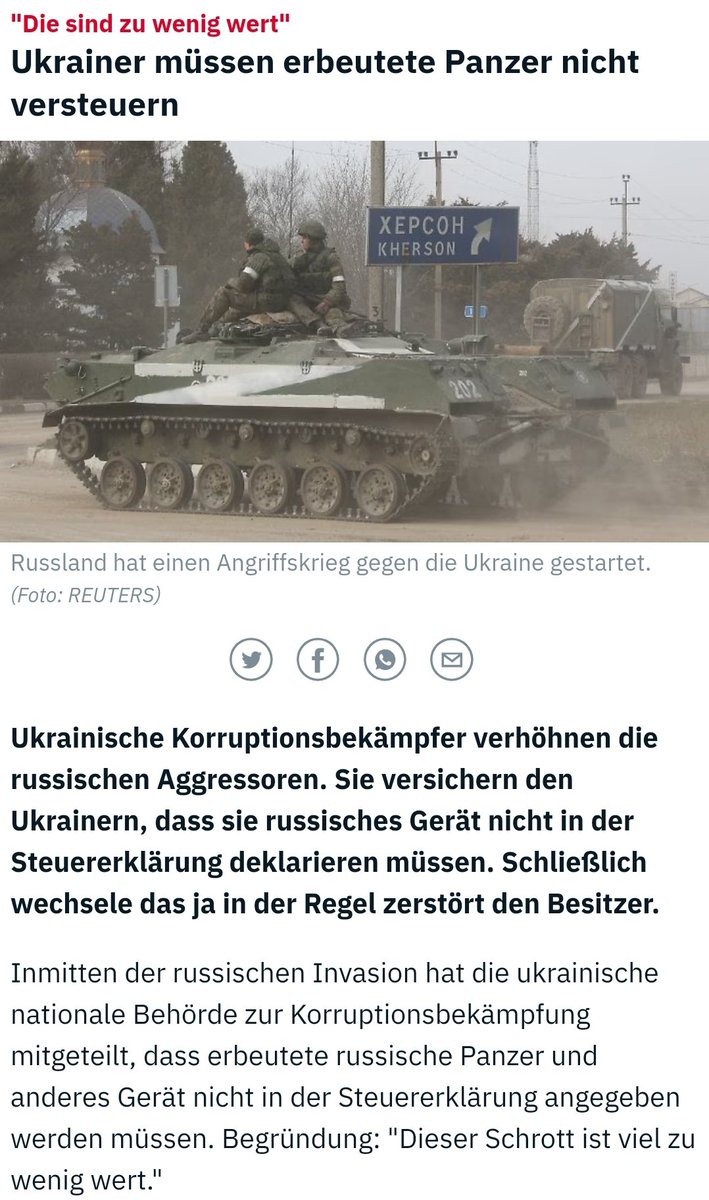 "Die sind zu wenig wert"
Ukrainer müssen erbeutete Panzer nicht
versteuern
ХЕРСОН
KHERSON
202
202
Russland hat einen Angriffskrieg gegen die Ukraine gestartet.
(Foto: REUTERS)
Ukrainische Korruptionsbekämpfer verhöhnen die
russischen Aggressoren. Sie versichern den
Ukrainern, dass sie russisches Gerät nicht in der
Steuererklärung deklarieren müssen. Schließlich
wechsele das ja in der Regel zerstört den Besitzer.
Inmitten der russischen Invasion hat die ukrainische
nationale Behörde zur Korruptionsbekämpfung
mitgeteilt, dass erbeutete russische Panzer und
anderes Gerät nicht in der Steuererklärung angegeben
werden müssen. Begründung: "Dieser Schrott ist viel zu
wenig wert."